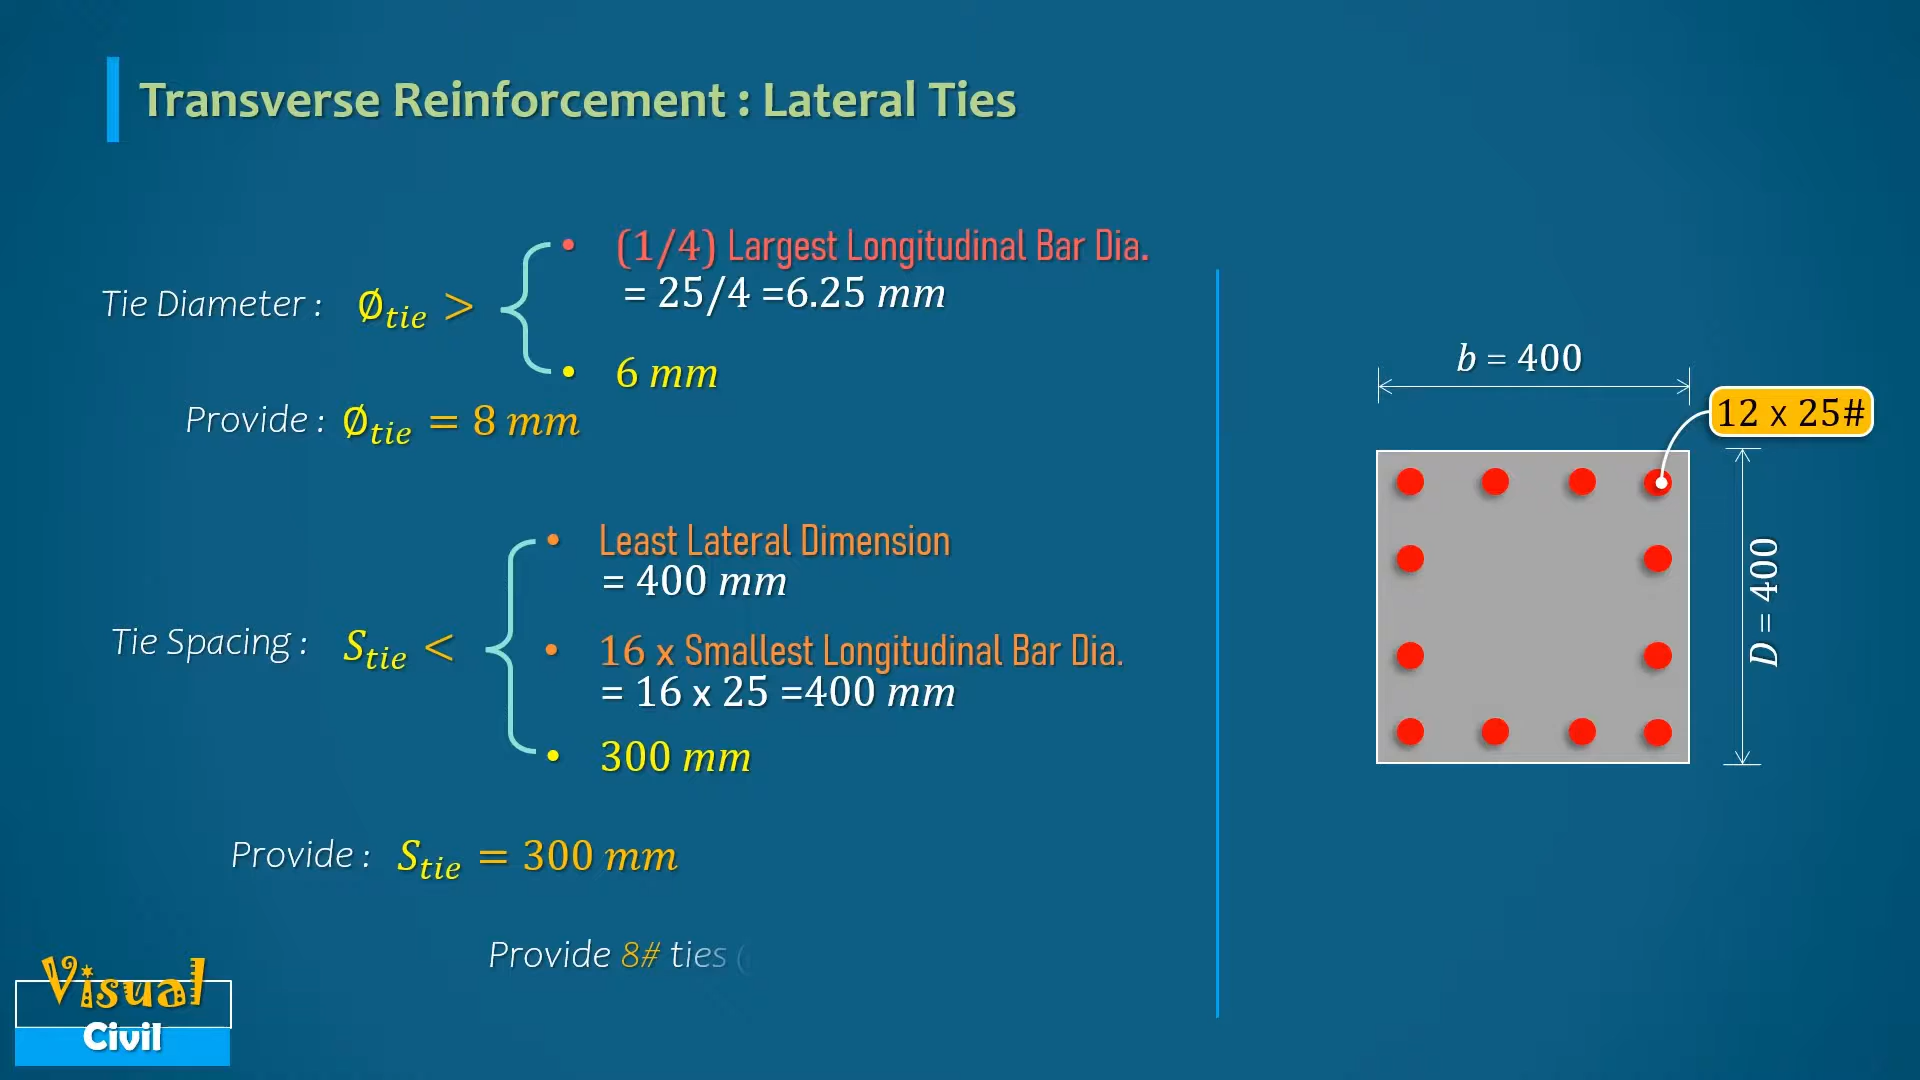 Transverse Reinforcement : Lateral Ties
Tie Diameter : ∅tie >
• (1/4) Largest Longitudinal Bar Dia.
= 25/4 =6.25 mm
• 6 mm
Provide : ∅tie = 8 mm
Tie Spacing : Stie <
• Least Lateral Dimension
= 400 mm
• 16 x Smallest Longitudinal Bar Dia.
= 16 x 25 =400 mm
• 300 mm
Provide : Stie = 300 mm
Provide 8# ties (
b = 400
12 x 25#
D = 400
Visual
Civil